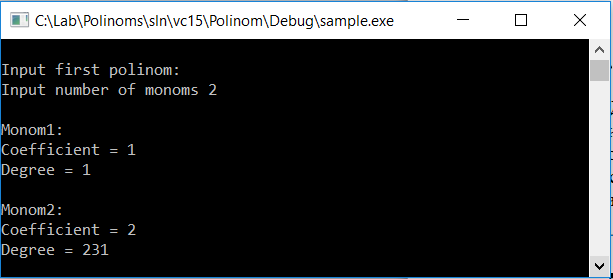 C:\Lab\Polinoms\sln\vc15\Polinom\Debug\sample.exe
Input first polinom:
Input number of monoms 2
Monom1:
Coefficient = 1
Degree = 1
Monom2:
Coefficient = 2
Degree = 231